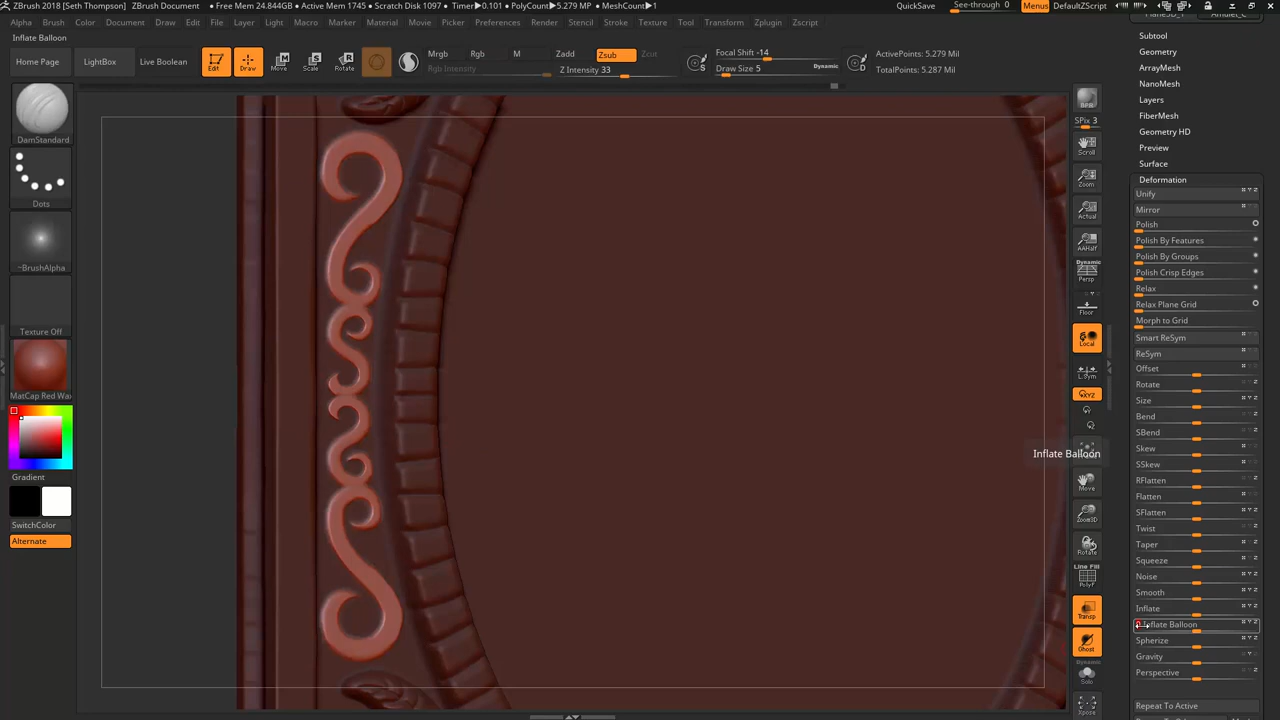 ZBrush 2018 [Seth Thompson] ZBrush Document • Free Mem 24.844GB • Active Mem 1745 • Scratch Disk 1097 • Timer▶0.101 • PolyCount▶5.279 MP • MeshCount▶1
QuickSave See-through 0 Menus DefaultZScript
Alpha Brush Color Document Draw Edit File Layer Light Macro Marker Material Movie Picker Preferences Render Stencil Stroke Texture Tool Transform Zplugin Zscript
Inflate Balloon
Home Page LightBox Live Boolean Edit Draw Move Scale Rotate
Mrgb Rgb M Zadd Zsub Zcut
Rgb Intensity Z Intensity 33
Focal Shift -14
Draw Size 5 Dynamic
S
D
ActivePoints: 5.279 Mil
TotalPoints: 5.287 Mil
DamStandard
Dots
~BrushAlpha
Texture Off
MatCap Red Wax
Gradient
SwitchColor
Alternate
BPR
SPix 3
Scroll
Zoom
Actual
AAHalf
Dynamic
Persp
Floor
Local
L.Sym
XYZ
Inflate Balloon
Move
Zoom3D
Rotate
Line Fill
PolyF
Transp
Ghost
Dynamic
Solo
Xpose
Subtool
Geometry
ArrayMesh
NanoMesh
Layers
FiberMesh
Geometry HD
Preview
Surface
Deformation
Unify
Mirror
Polish
Polish By Features
Polish By Groups
Polish Crisp Edges
Relax
Relax Plane Grid
Morph to Grid
Smart ReSym
ReSym
Offset
Rotate
Size
Bend
SBend
Skew
SSkew
RFlatten
Flatten
SFlatten
Twist
Taper
Squeeze
Noise
Smooth
Inflate
Inflate Balloon
Spherize
Gravity
Perspective
Repeat To Active